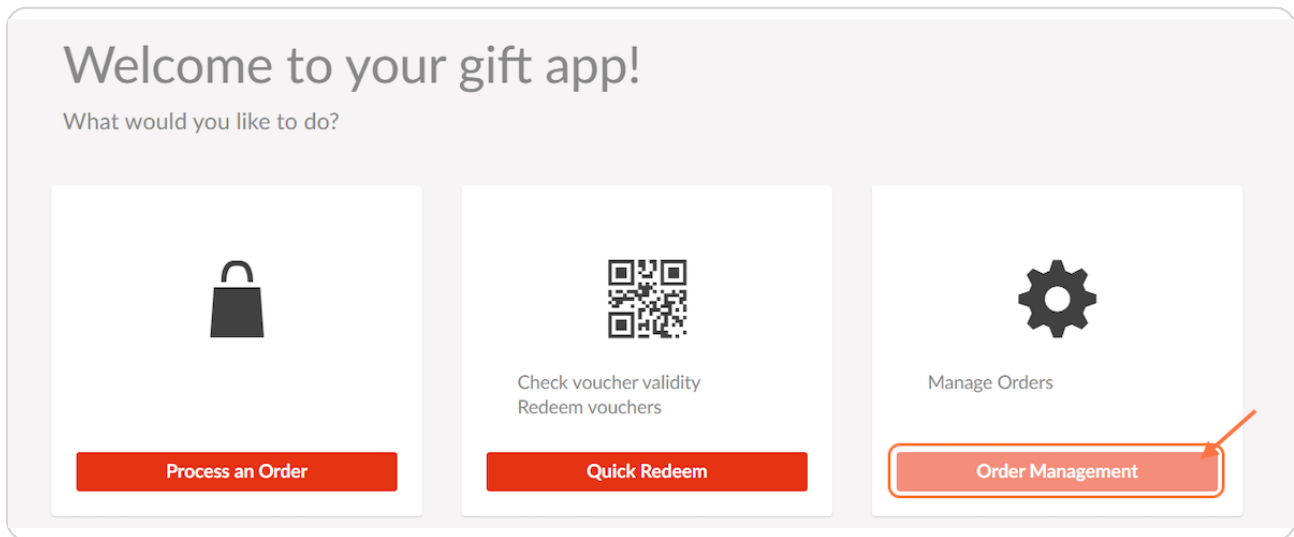 Welcome to your gift app!
What would you like to do?
Check voucher validity
Redeem vouchers
Manage Orders
Process an Order
Quick Redeem
Order Management